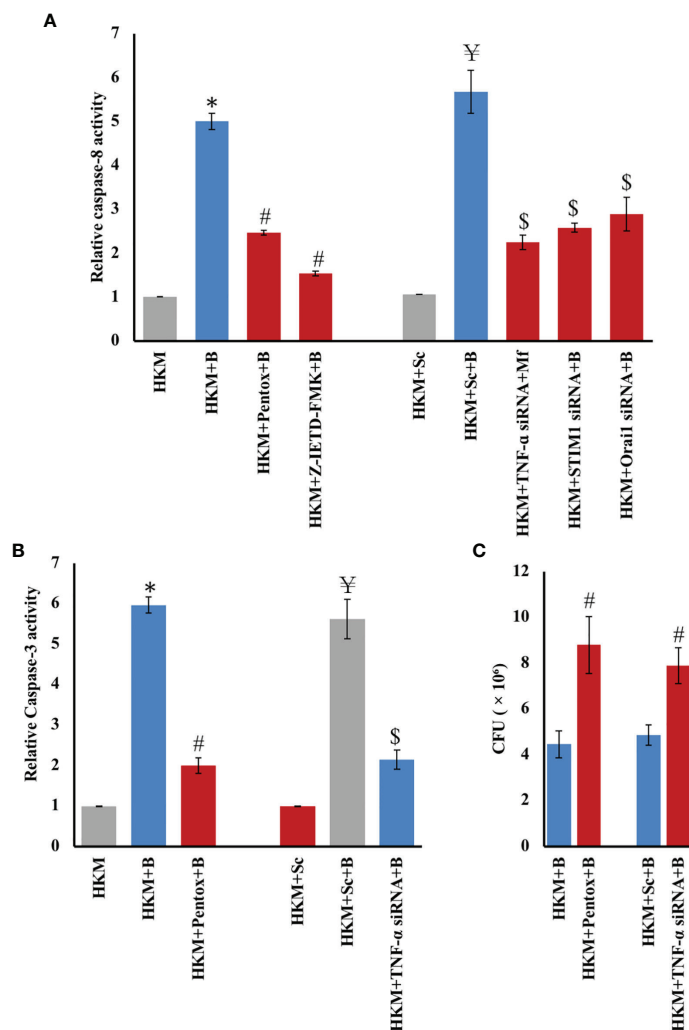 A
Relative caspase-8 activity
8
7
6
5
4
3
2
1
0
*
#
#
¥
$
$
$
HKM
HKM+B
HKM+Pentox+B
HKM+Z-IETD-FMK+B
HKM+Sc
HKM+Sc+B
HKM+TNF-α siRNA+Mf
HKM+STIM1 siRNA+B
HKM+Orai1 siRNA+B
B
Relative Caspase-3 activity
7
6
5
4
3
2
1
0
*
#
¥
$
HKM
HKM+B
HKM+Pentox+B
HKM+Sc
HKM+Sc+B
HKM+TNF-α siRNA+B
C
CFU ( × 10⁶)
12
10
8
6
4
2
0
#
#
HKM+B
HKM+Pentox+B
HKM+Sc+B
HKM+TNF-α siRNA+B